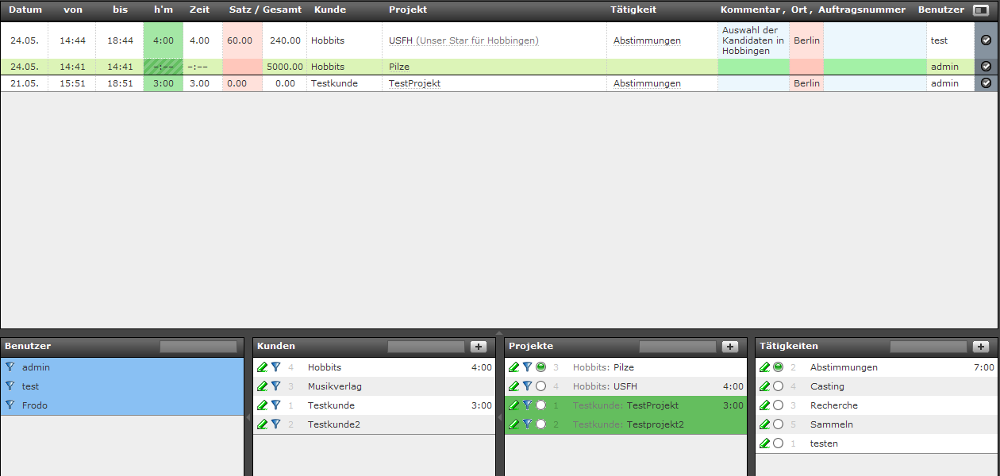 Datum von bis h'm Zeit Satz / Gesamt Kunde Projekt Tätigkeit Kommentar , Ort , Auftragsnummer Benutzer
24.05. 14:44 18:44 4:00 4.00 60.00 240.00 Hobbits USFH (Unser Star für Hobbingen) Abstimmungen Auswahl der Berlin test
Kandidaten in
Hobbingen
24.05. 14:41 14:41 –:–– –:–– 5000.00 Hobbits Pilze admin
21.05. 15:51 18:51 3:00 3.00 0.00 0.00 Testkunde TestProjekt Abstimmungen Berlin admin
Benutzer
admin
test
Frodo
Kunden +
4 Hobbits 4:00
3 Musikverlag
1 Testkunde 3:00
2 Testkunde2
Projekte +
3 Hobbits: Pilze
4 Hobbits: USFH 4:00
1 Testkunde: TestProjekt 3:00
2 Testkunde: Testprojekt2
Tätigkeiten +
2 Abstimmungen 7:00
4 Casting
3 Recherche
5 Sammeln
1 testen